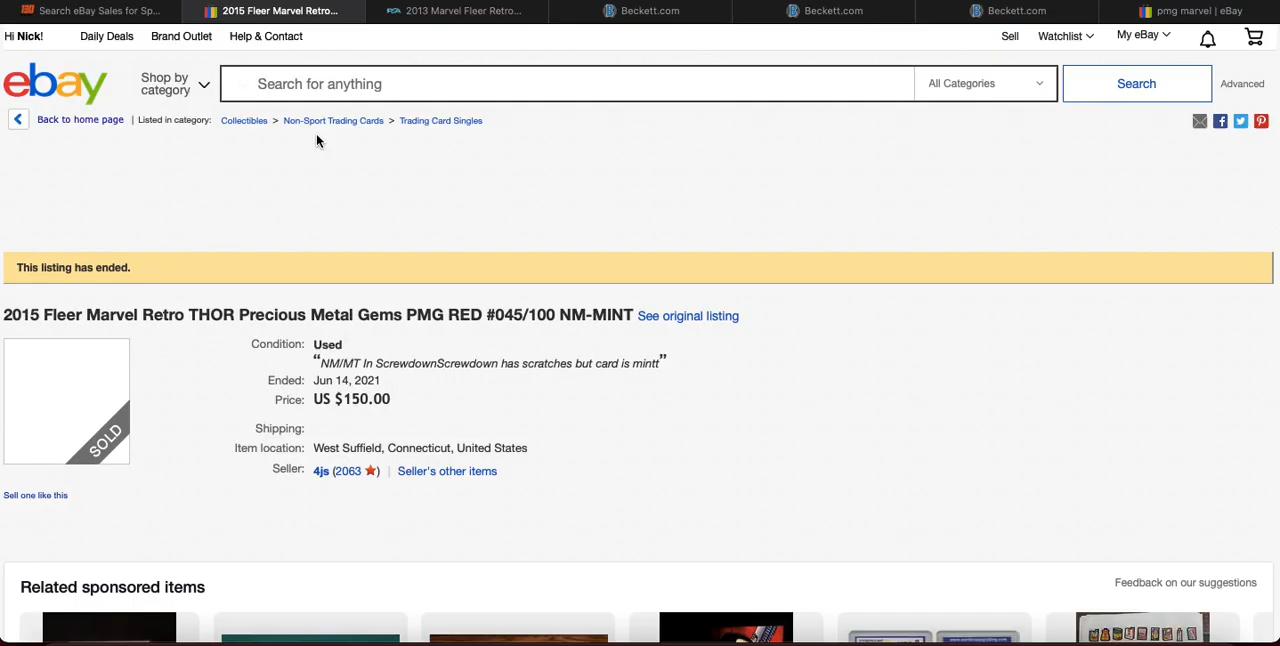 Search eBay Sales for Sp...
2015 Fleer Marvel Retro...
PSA 2013 Marvel Fleer Retro...
Beckett.com
Beckett.com
Beckett.com
pmg marvel | eBay
Hi Nick!
Daily Deals
Brand Outlet
Help & Contact
Sell
Watchlist
My eBay
ebay
Shop by category
Search for anything
All Categories
Search
Advanced
Back to home page | Listed in category: Collectibles > Non-Sport Trading Cards > Trading Card Singles
This listing has ended.
2015 Fleer Marvel Retro THOR Precious Metal Gems PMG RED #045/100 NM-MINT See original listing
SOLD
Condition: Used
“NM/MT In ScrewdownScrewdown has scratches but card is mintt”
Ended: Jun 14, 2021
Price: US $150.00
Shipping:
Item location: West Suffield, Connecticut, United States
Seller: 4js (2063) | Seller's other items
Sell one like this
Related sponsored items
Feedback on our suggestions